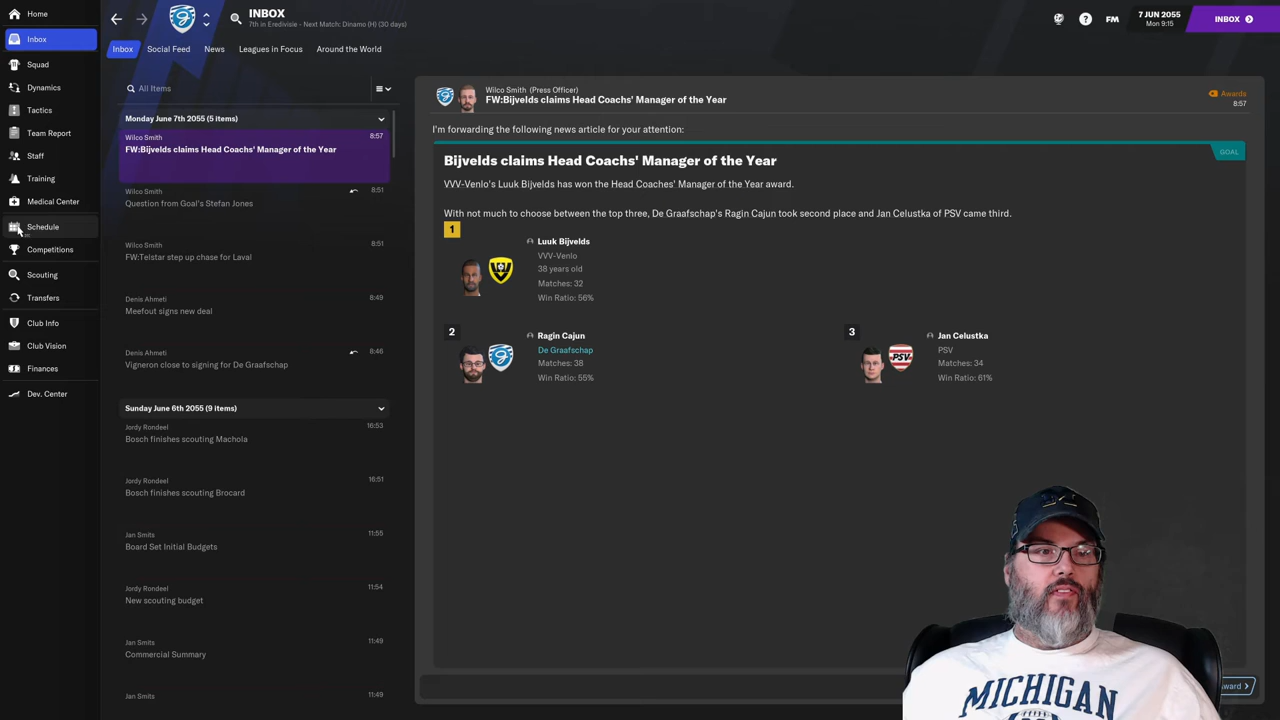 Home
Inbox
Squad
Dynamics
Tactics
Team Report
Staff
Training
Medical Center
Schedule
Competitions
Scouting
Transfers
Club Info
Club Vision
Finances
Dev. Center
INBOX
7th in Eredivisie - Next Match: Dinamo (H) (30 days)
FM
7 JUN 2055
Mon 9:15
INBOX
Inbox
Social Feed
News
Leagues in Focus
Around the World
All Items
Monday June 7th 2055 (5 items)
Wilco Smith
8:57
FW:Bijvelds claims Head Coachs' Manager of the Year
Wilco Smith
8:51
Question from Goal's Stefan Jones
Wilco Smith
8:51
FW:Telstar step up chase for Laval
Denis Ahmeti
8:49
Meefout signs new deal
Denis Ahmeti
8:46
Vigneron close to signing for De Graafschap
Sunday June 6th 2055 (9 items)
Jordy Rondeel
16:53
Bosch finishes scouting Machola
Jordy Rondeel
16:51
Bosch finishes scouting Brocard
Jan Smits
11:55
Board Set Initial Budgets
Jordy Rondeel
11:54
New scouting budget
Jan Smits
11:49
Commercial Summary
Jan Smits
11:49
Wilco Smith (Press Officer)
FW:Bijvelds claims Head Coachs' Manager of the Year
Awards
8:57
I'm forwarding the following news article for your attention:
Bijvelds claims Head Coachs' Manager of the Year
GOAL
VVV-Venlo's Luuk Bijvelds has won the Head Coaches' Manager of the Year award.
With not much to choose between the top three, De Graafschap's Ragin Cajun took second place and Jan Celustka of PSV came third.
1
Luuk Bijvelds
VVV-Venlo
38 years old
Matches: 32
Win Ratio: 56%
2
Ragin Cajun
De Graafschap
Matches: 38
Win Ratio: 55%
3
Jan Celustka
PSV
Matches: 34
Win Ratio: 61%
MICHIGAN